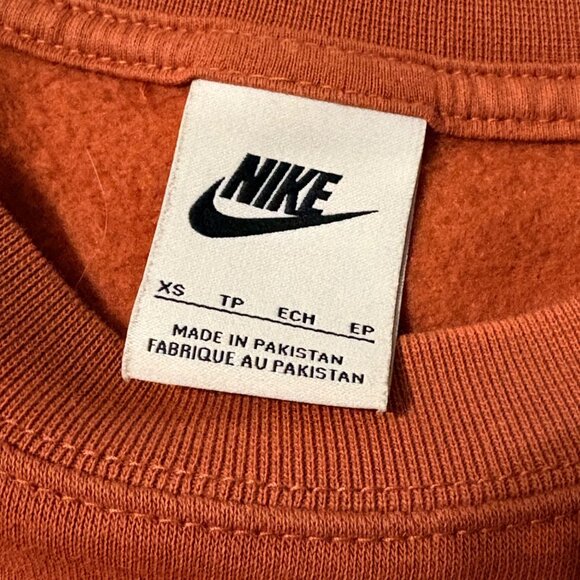 NIKE
XS TP ECH EP
MADE IN PAKISTAN
FABRIQUE AU PAKISTAN